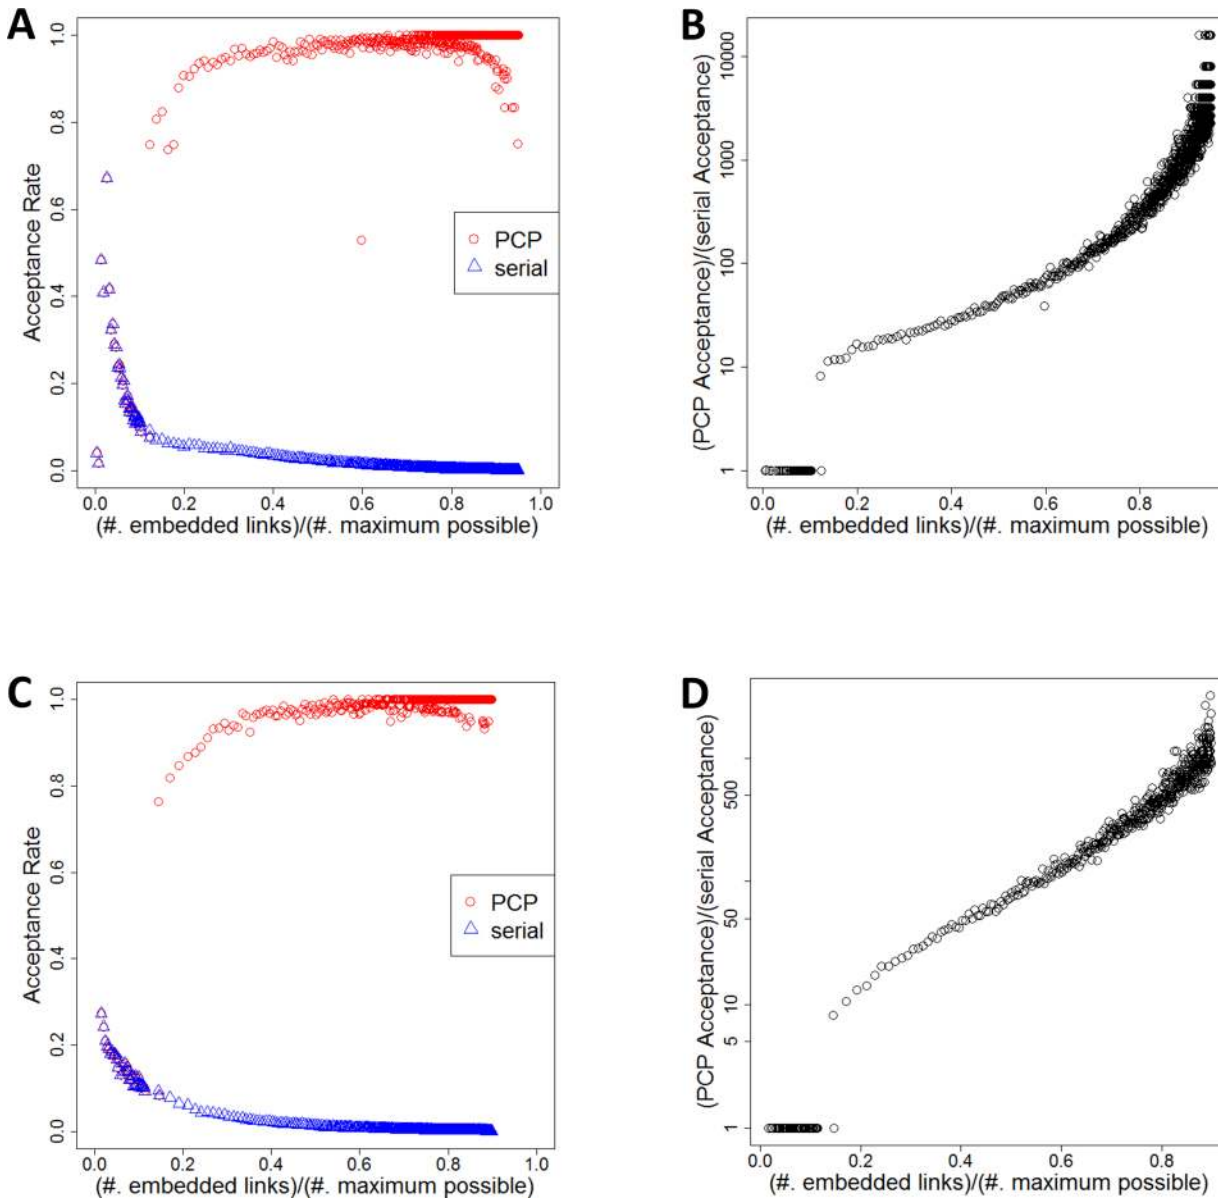 A
Acceptance Rate
1.0
0.8
0.6
0.4
0.2
0.0
PCP
serial
0.0 0.2 0.4 0.6 0.8 1.0
(#. embedded links)/(#. maximum possible)
B
(PCP Acceptance)/(serial Acceptance)
10000
1000
100
10
1
0.0 0.2 0.4 0.6 0.8
(#. embedded links)/(#. maximum possible)
C
Acceptance Rate
1.0
0.8
0.6
0.4
0.2
0.0
PCP
serial
0.0 0.2 0.4 0.6 0.8 1.0
(#. embedded links)/(#. maximum possible)
D
(PCP Acceptance)/(serial Acceptance)
500
50
10
5
1
0.0 0.2 0.4 0.6 0.8
(#. embedded links)/(#. maximum possible)